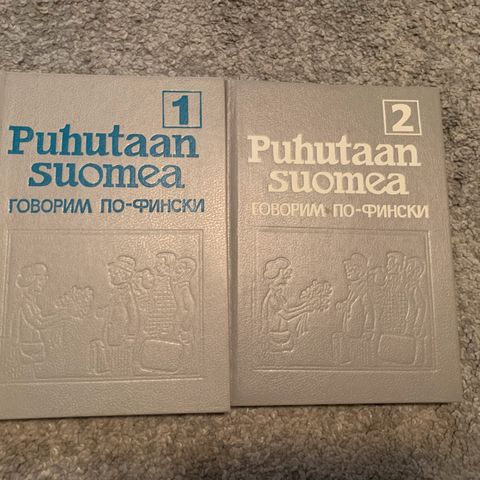 1
Puhutaan
suomea
ГОВОРИМ ПО-ФИНСКИ
2
Puhutaan
suomea
ГОВОРИМ ПО-ФИНСКИ